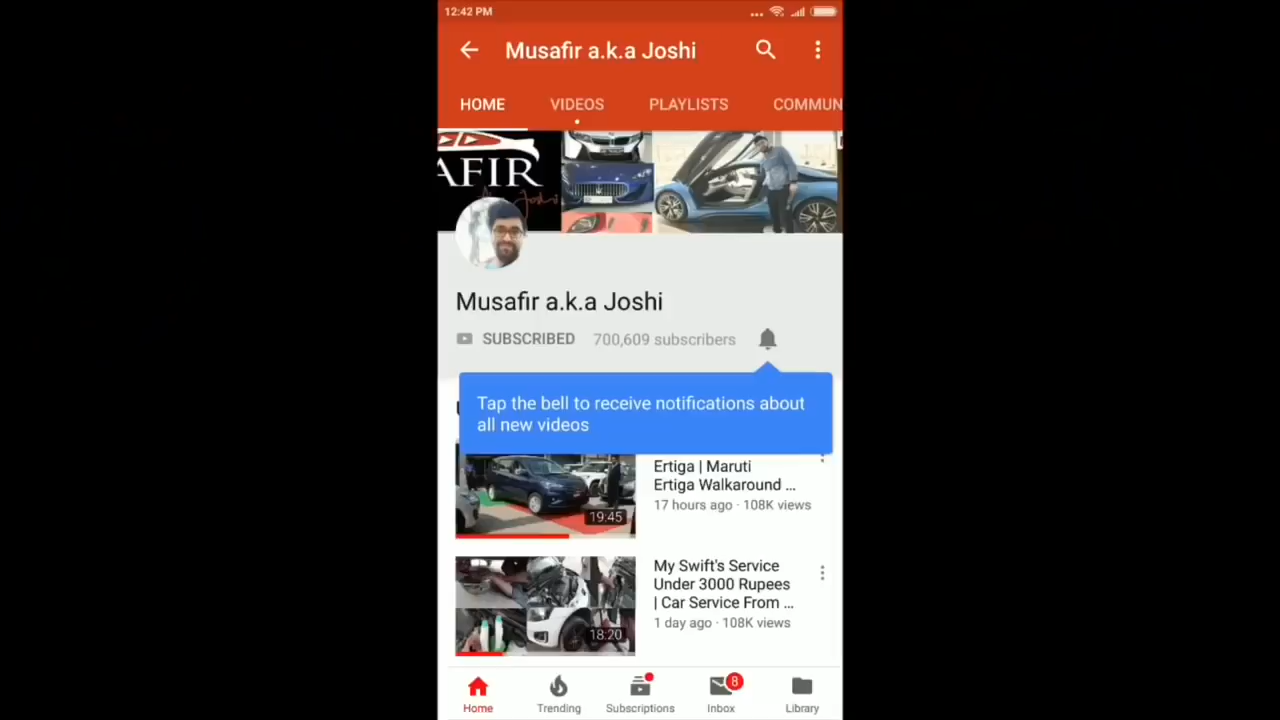 12:42 PM
Musafir a.k.a Joshi
HOME VIDEOS PLAYLISTS COMMUN
AFIR
Joshi
Musafir a.k.a Joshi
SUBSCRIBED 700,609 subscribers
Tap the bell to receive notifications about
all new videos
Ertiga | Maruti
Ertiga Walkaround ...
17 hours ago · 108K views
19:45
My Swift's Service
Under 3000 Rupees
| Car Service From ...
1 day ago · 108K views
18:20
8
Home Trending Subscriptions Inbox Library